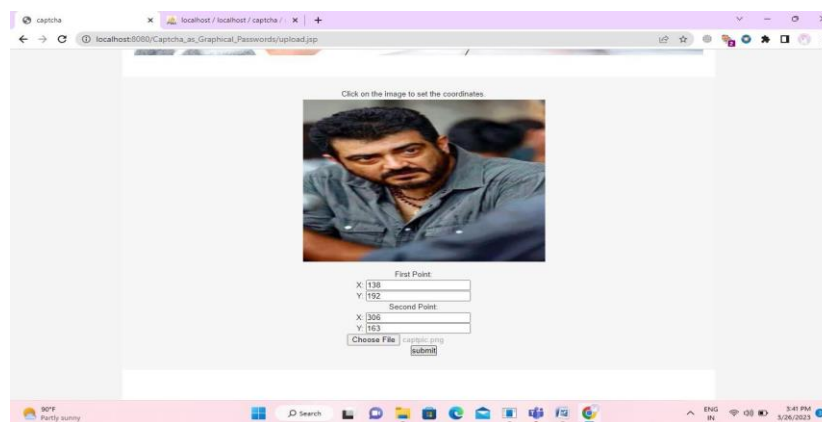 captcha
localhost / localhost / captcha /
localhost:8080/Captcha_as_Graphical_Passwords/upload.jsp
Click on the image to set the coordinates.
First Point:
X: 138
Y: 192
Second Point:
X: 306
Y: 163
Choose File captpic.png
submit
90°F
Partly sunny
Search
ENG
IN
3:41 PM
3/26/2023